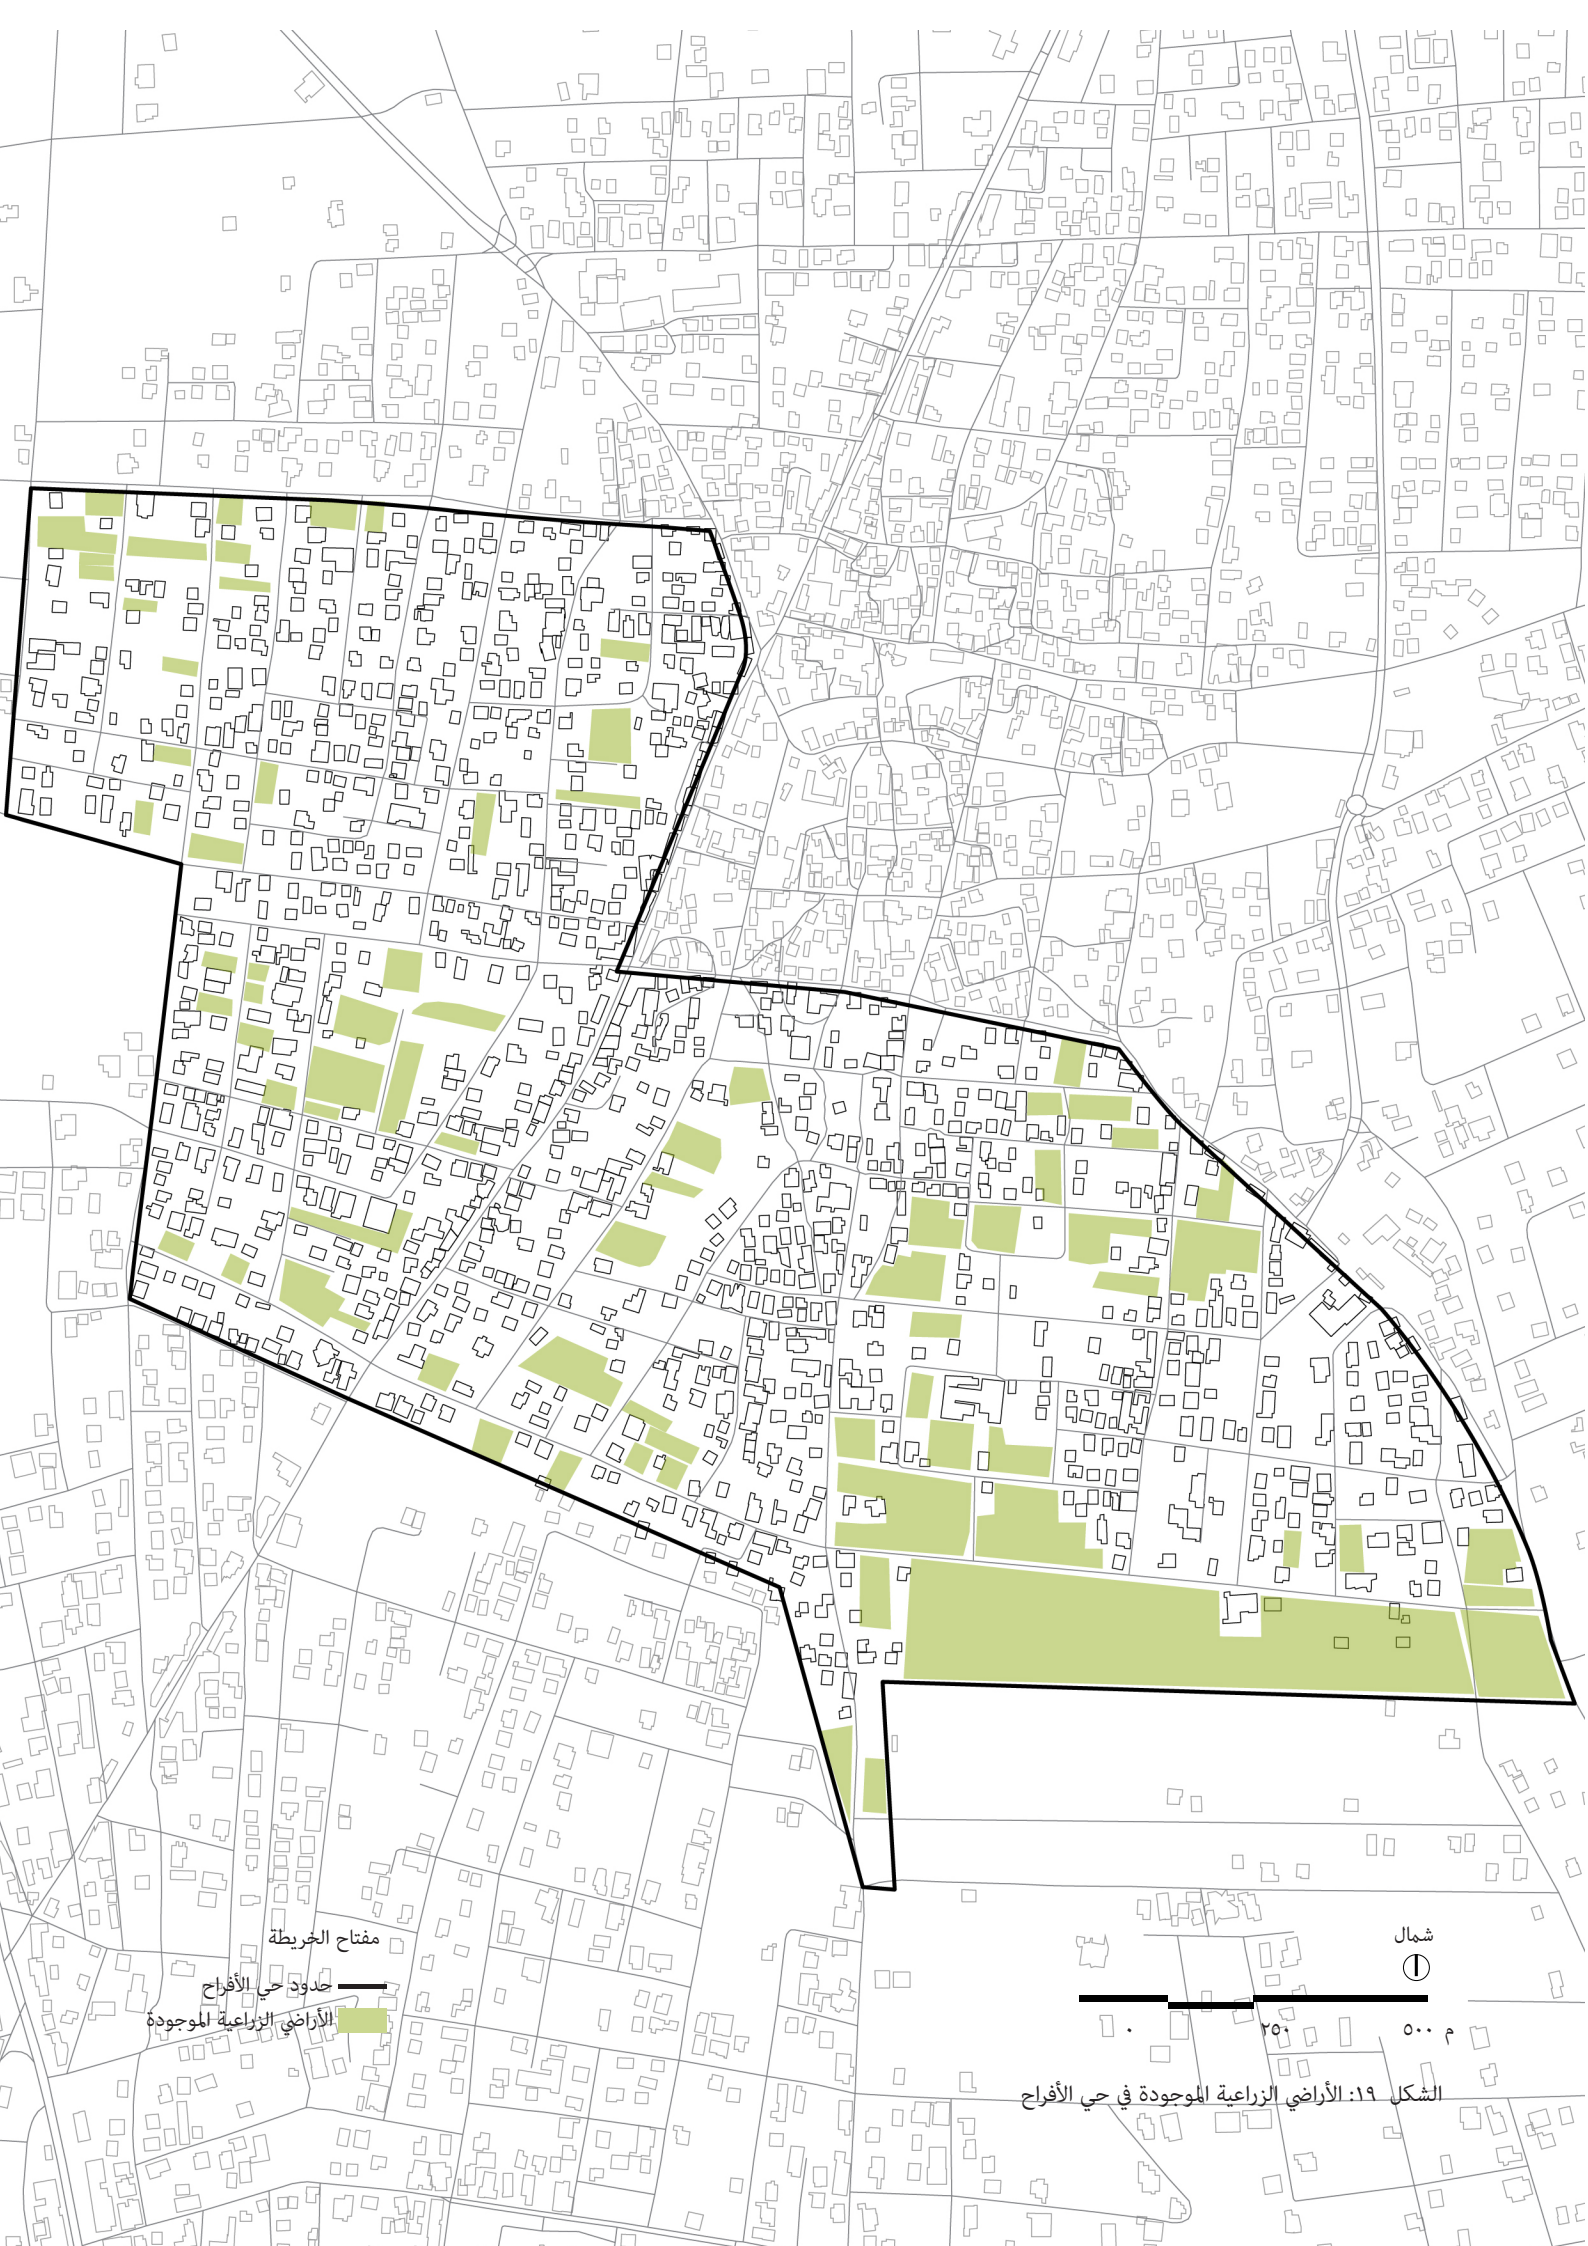 مفتاح الخريطة
حدود حي الأفراح
الأراضي الزراعية الموجودة
شمال
٠ ٢٥٠ ٥٠٠ م
الشكل ١٩: الأراضي الزراعية الموجودة في حي الأفراح